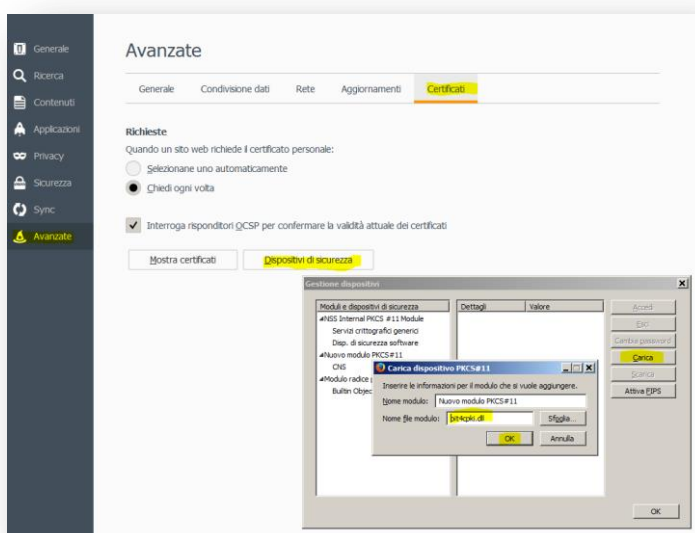 Generale
Ricerca
Contenuti
Applicazioni
Privacy
Sicurezza
Sync
Avanzate
Avanzate
Generale Condivisione dati Rete Aggiornamenti Certificati
Richieste
Quando un sito web richiede il certificato personale:
Selezionane uno automaticamente
Chiedi ogni volta
Interroga risponditori OCSP per confermare la validità attuale dei certificati
Mostra certificati Dispositivi di sicurezza
Gestione dispositivi
Moduli e dispositivi di sicurezza Dettagli Valore
NSS Internal PKCS #11 Module
Servizi crittografici generici
Disp. di sicurezza software
Nuovo modulo PKCS#11
CNS
Modulo radice
Builtin Objec
Accedi
Esci
Cambia password
Carica
Scarica
Attiva FIPS
Carica dispositivo PKCS#11
Inserire le informazioni per il modulo che si vuole aggiungere.
Nome modulo: Nuovo modulo PKCS#11
Nome file modulo: bit4cpki.dll Sfoglia...
OK Annulla
OK